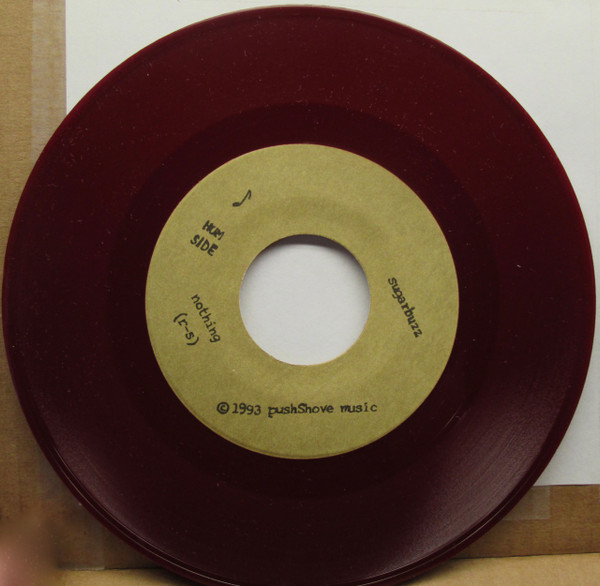 HUM
SIDE
nothing
(r-s)
sugarbuzz
© 1993 pushShove music